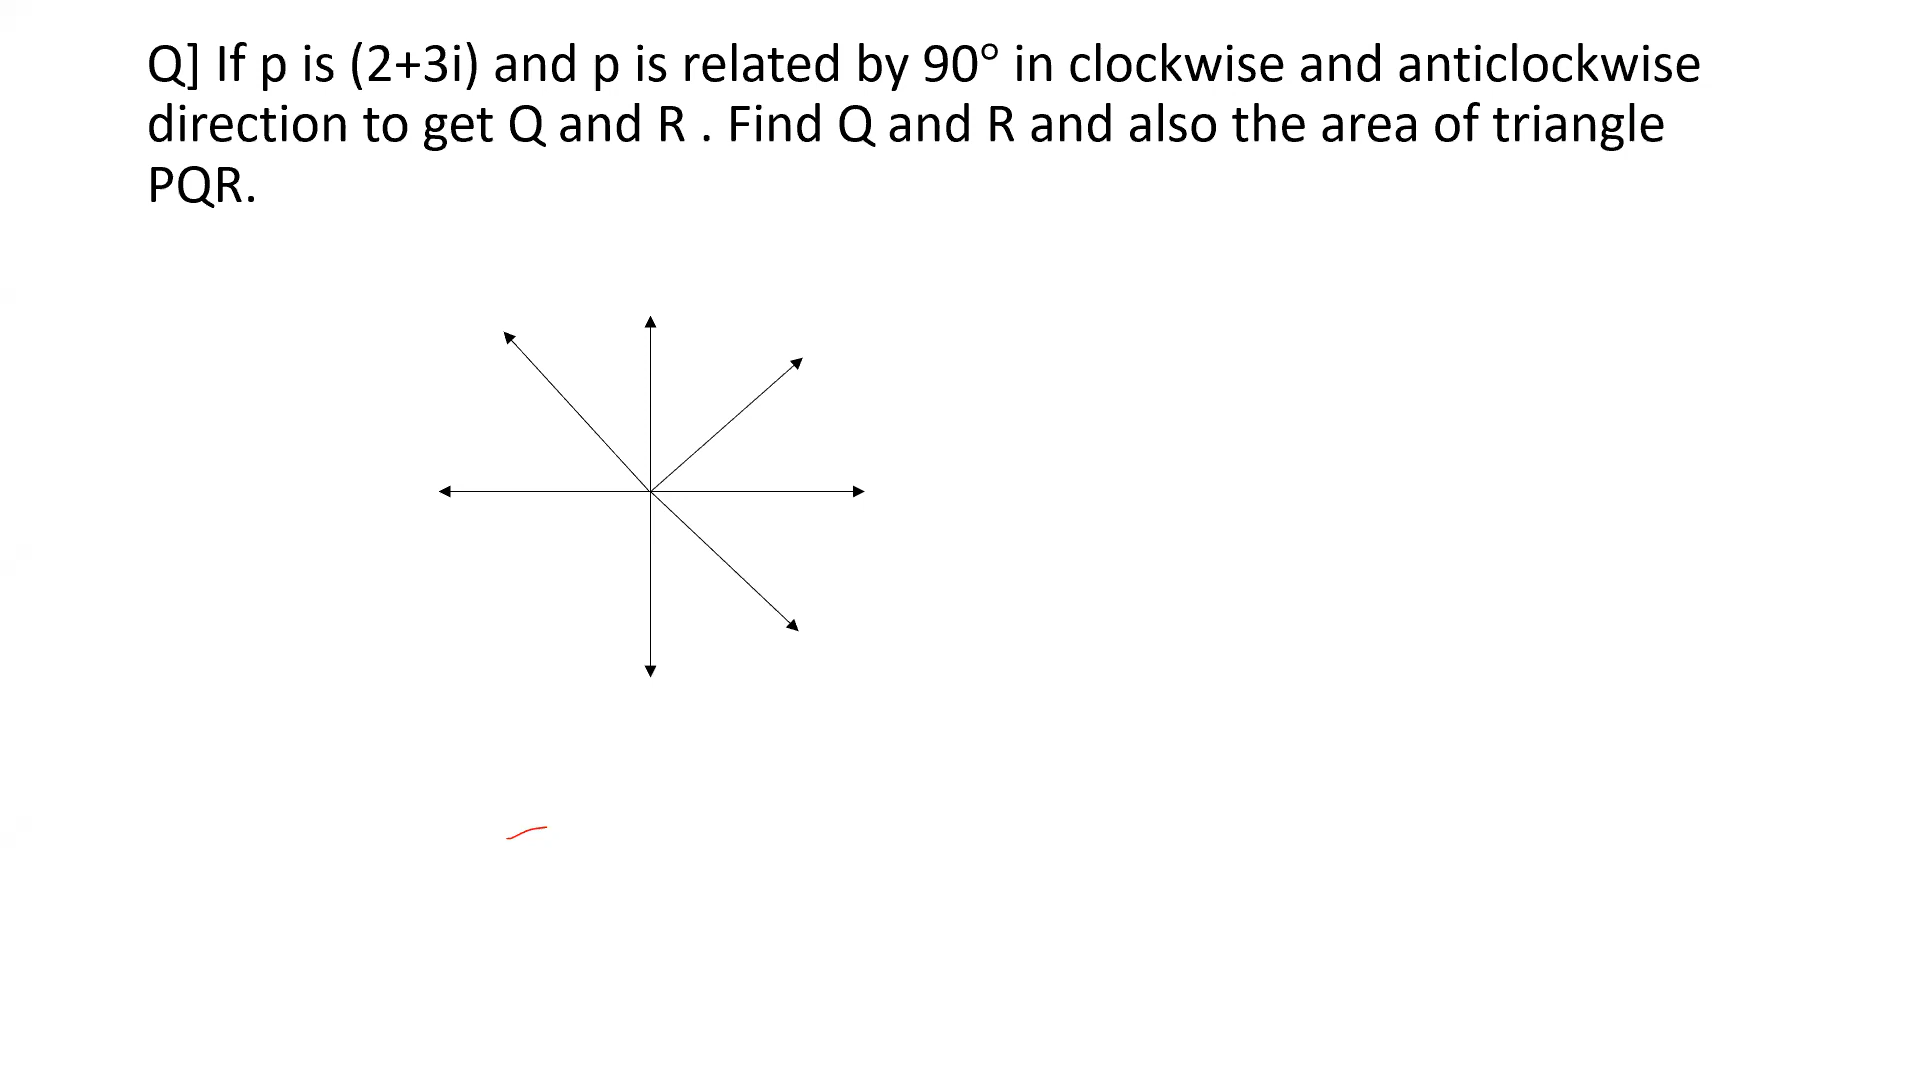 Q] If p is (2+3i) and p is related by 90° in clockwise and anticlockwise
direction to get Q and R . Find Q and R and also the area of triangle
PQR.